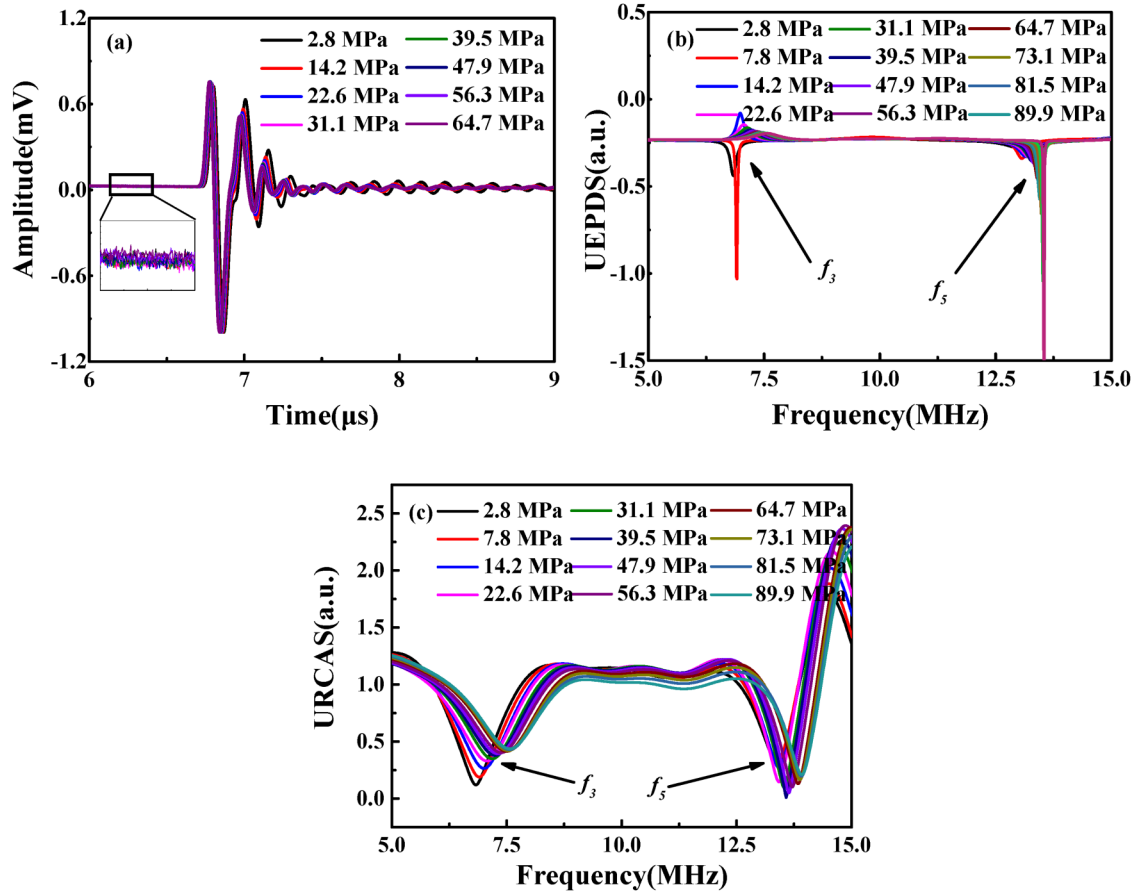 (a)
2.8 MPa 39.5 MPa
14.2 MPa 47.9 MPa
22.6 MPa 56.3 MPa
31.1 MPa 64.7 MPa
1.2
0.6
0.0
-0.6
-1.2
Amplitude(mV)
6 7 8 9
Time(μs)
(b)
2.8 MPa 31.1 MPa 64.7 MPa
7.8 MPa 39.5 MPa 73.1 MPa
14.2 MPa 47.9 MPa 81.5 MPa
22.6 MPa 56.3 MPa 89.9 MPa
0.5
0.0
-0.5
-1.0
-1.5
UEPDS(a.u.)
f3
f5
5.0 7.5 10.0 12.5 15.0
Frequency(MHz)
(c)
2.8 MPa 31.1 MPa 64.7 MPa
7.8 MPa 39.5 MPa 73.1 MPa
14.2 MPa 47.9 MPa 81.5 MPa
22.6 MPa 56.3 MPa 89.9 MPa
2.5
2.0
1.5
1.0
0.5
0.0
URCAS(a.u.)
f3
f5
5.0 7.5 10.0 12.5 15.0
Frequency(MHz)